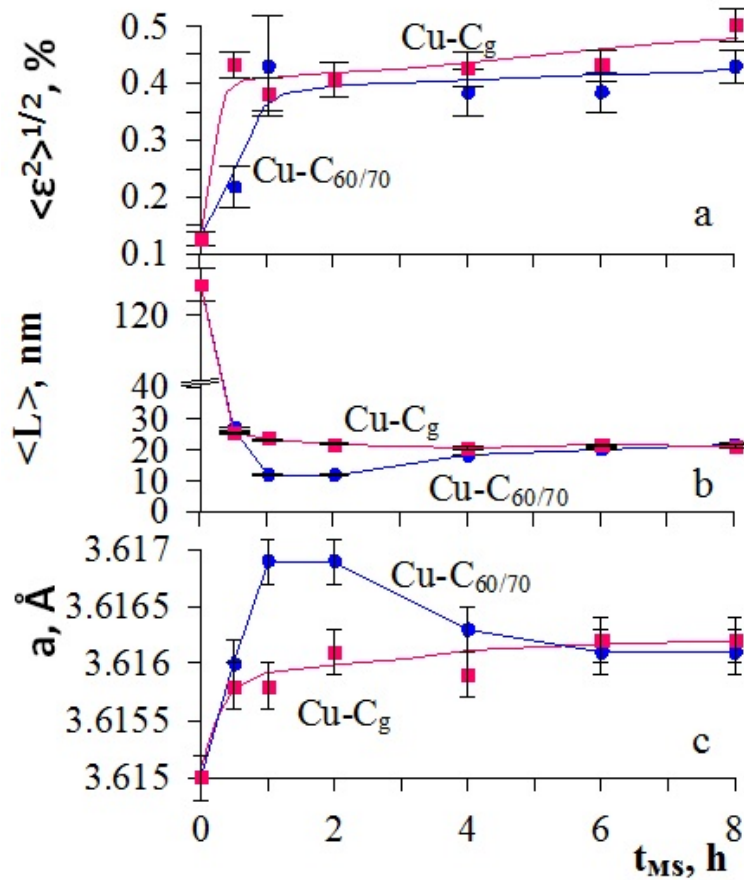 <ε²>¹/², %
0.5
0.4
0.3
0.2
0.1
Cu-Cg
Cu-C60/70
a
<L>, nm
120
40
30
20
10
0
Cu-Cg
Cu-C60/70
b
a, Å
3.617
3.6165
3.616
3.6155
3.615
Cu-C60/70
Cu-Cg
c
0 2 4 6 8
tMS, h